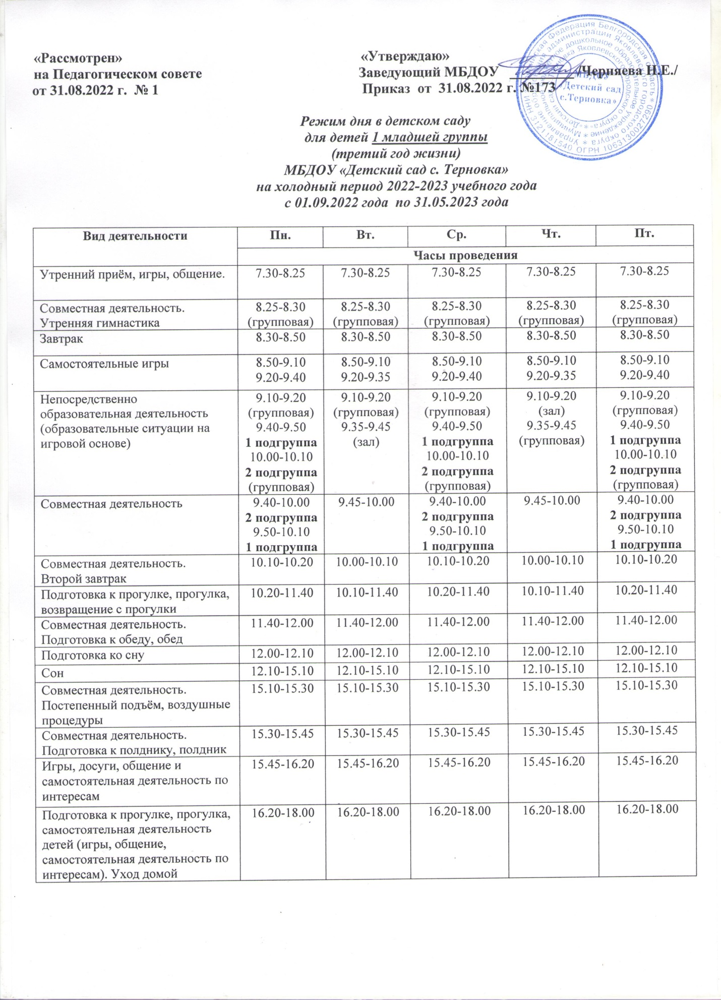 «Рассмотрен» «Утверждаю»
на Педагогическом совете Заведующий МБДОУ /Черняева Н.Е./
от 31.08.2022 г. № 1 Приказ от 31.08.2022 г. №173
МБДОУ
«Детский сад
с.Терновка»
ИНН 3121181540 ОГРН 1063130027290
Режим дня в детском саду
для детей 1 младшей группы
(третий год жизни)
МБДОУ «Детский сад с. Терновка»
на холодный период 2022-2023 учебного года
с 01.09.2022 года по 31.05.2023 года
Вид деятельности Пн. Вт. Ср. Чт. Пт.
Часы проведения
Утренний приём, игры, общение. 7.30-8.25 7.30-8.25 7.30-8.25 7.30-8.25 7.30-8.25
Совместная деятельность. 8.25-8.30 8.25-8.30 8.25-8.30 8.25-8.30 8.25-8.30
Утренняя гимнастика (групповая) (групповая) (групповая) (групповая) (групповая)
Завтрак 8.30-8.50 8.30-8.50 8.30-8.50 8.30-8.50 8.30-8.50
Самостоятельные игры 8.50-9.10 8.50-9.10 8.50-9.10 8.50-9.10 8.50-9.10
9.20-9.40 9.20-9.35 9.20-9.40 9.20-9.35 9.20-9.40
Непосредственно 9.10-9.20 9.10-9.20 9.10-9.20 9.10-9.20 9.10-9.20
образовательная деятельность (групповая) (групповая) (групповая) (зал) (групповая)
(образовательные ситуации на 9.40-9.50 9.35-9.45 9.40-9.50 9.35-9.45 9.40-9.50
игровой основе) 1 подгруппа (зал) 1 подгруппа (групповая) 1 подгруппа
10.00-10.10 10.00-10.10 10.00-10.10
2 подгруппа 2 подгруппа 2 подгруппа
(групповая) (групповая) (групповая)
Совместная деятельность 9.40-10.00 9.45-10.00 9.40-10.00 9.45-10.00 9.40-10.00
2 подгруппа 2 подгруппа 2 подгруппа
9.50-10.10 9.50-10.10 9.50-10.10
1 подгруппа 1 подгруппа 1 подгруппа
Совместная деятельность. 10.10-10.20 10.00-10.10 10.10-10.20 10.00-10.10 10.10-10.20
Второй завтрак
Подготовка к прогулке, прогулка, 10.20-11.40 10.10-11.40 10.20-11.40 10.10-11.40 10.20-11.40
возвращение с прогулки
Совместная деятельность. 11.40-12.00 11.40-12.00 11.40-12.00 11.40-12.00 11.40-12.00
Подготовка к обеду, обед
Подготовка ко сну 12.00-12.10 12.00-12.10 12.00-12.10 12.00-12.10 12.00-12.10
Сон 12.10-15.10 12.10-15.10 12.10-15.10 12.10-15.10 12.10-15.10
Совместная деятельность. 15.10-15.30 15.10-15.30 15.10-15.30 15.10-15.30 15.10-15.30
Постепенный подъём, воздушные
процедуры
Совместная деятельность. 15.30-15.45 15.30-15.45 15.30-15.45 15.30-15.45 15.30-15.45
Подготовка к полднику, полдник
Игры, досуги, общение и 15.45-16.20 15.45-16.20 15.45-16.20 15.45-16.20 15.45-16.20
самостоятельная деятельность по
интересам
Подготовка к прогулке, прогулка, 16.20-18.00 16.20-18.00 16.20-18.00 16.20-18.00 16.20-18.00
самостоятельная деятельность
детей (игры, общение,
самостоятельная деятельность по
интересам). Уход домой